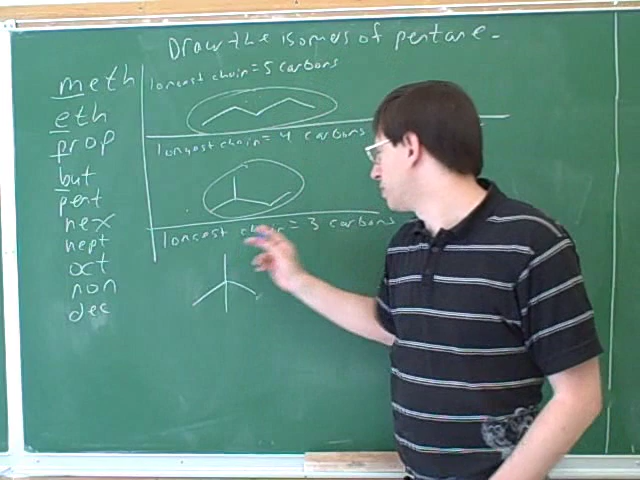 Draw the isomers of pentane.
meth
eth
prop
but
pent
hex
hept
oct
non
dec
longest chain = 5 carbons
longest chain = 4 carbons
longest chain = 3 carbons